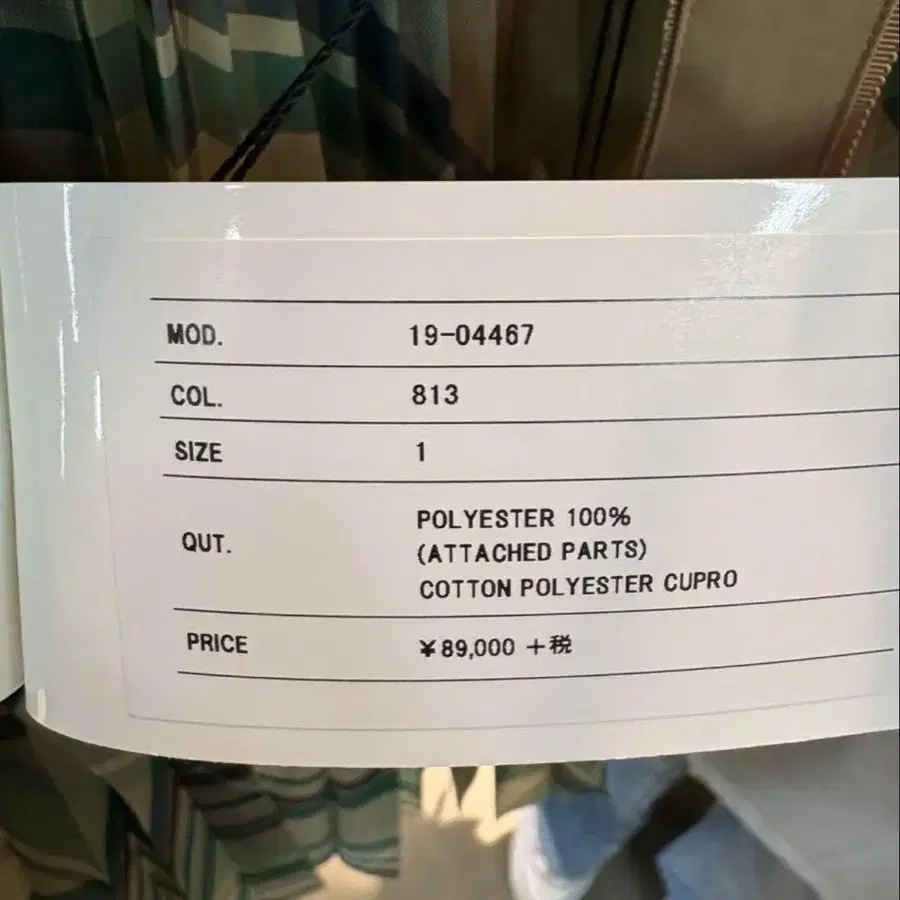 MOD. 19-04467
COL. 813
SIZE 1
QUT. POLYESTER 100%
(ATTACHED PARTS)
COTTON POLYESTER CUPRO
PRICE ¥89,000 +税